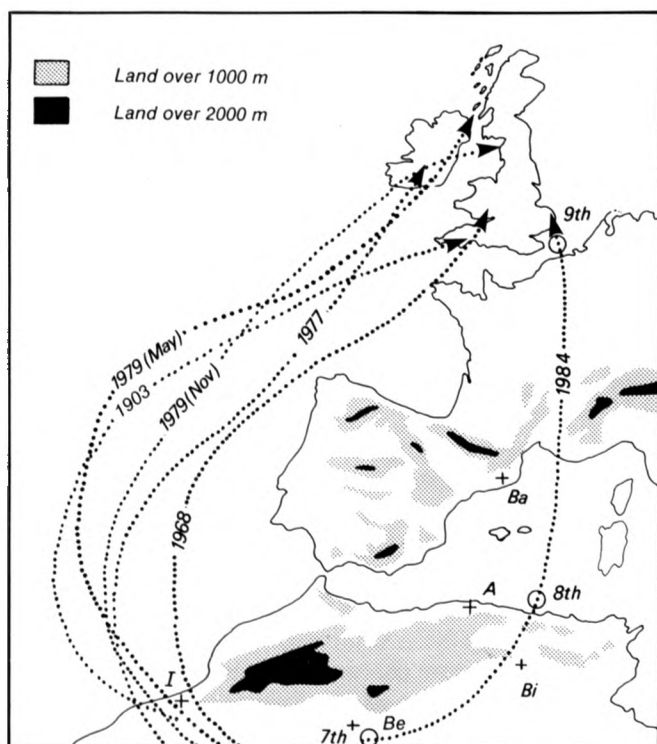 Land over 1000 m
Land over 2000 m
9th
1977
1979 (May)
1903
1979 (Nov)
1984
1968
Ba
A
8th
I
Bi
Be
7th